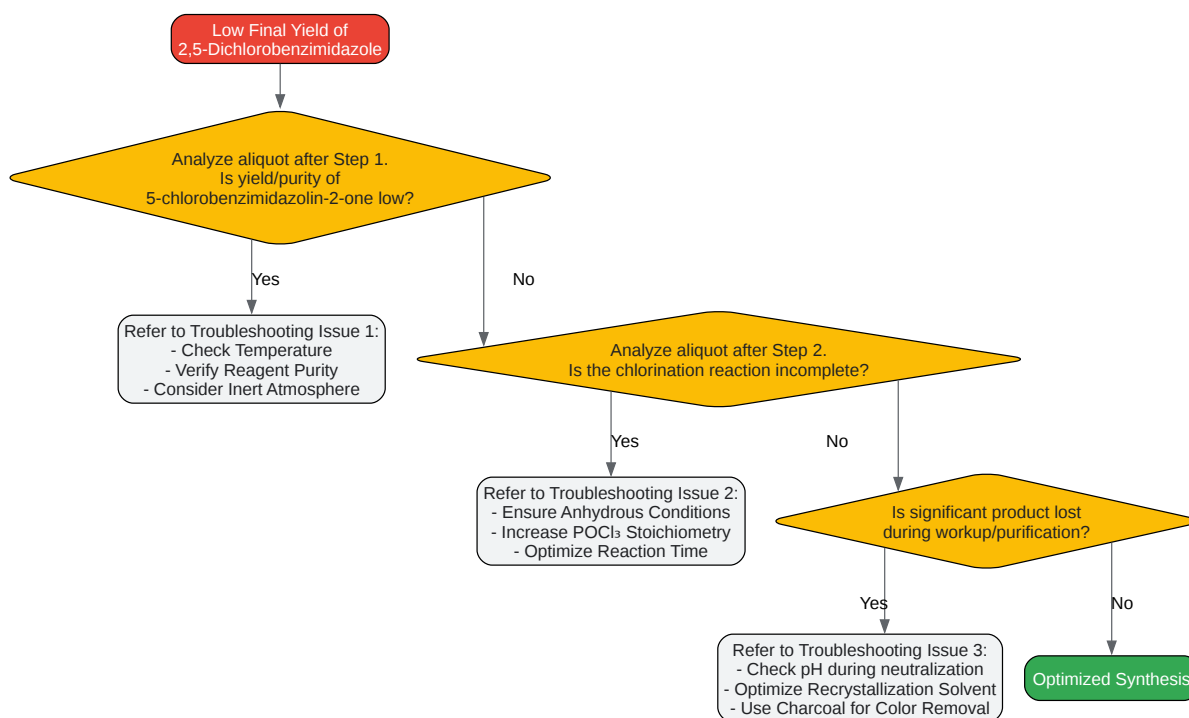 Low Final Yield of
2,5-Dichlorobenzimidazole
Analyze aliquot after Step 1.
Is yield/purity of
5-chlorobenzimidazolin-2-one low?
Yes
No
Refer to Troubleshooting Issue 1:
- Check Temperature
- Verify Reagent Purity
- Consider Inert Atmosphere
Analyze aliquot after Step 2.
Is the chlorination reaction incomplete?
Yes
No
Refer to Troubleshooting Issue 2:
- Ensure Anhydrous Conditions
- Increase POCl₃ Stoichiometry
- Optimize Reaction Time
Is significant product lost
during workup/purification?
Yes
No
Refer to Troubleshooting Issue 3:
- Check pH during neutralization
- Optimize Recrystallization Solvent
- Use Charcoal for Color Removal
Optimized Synthesis